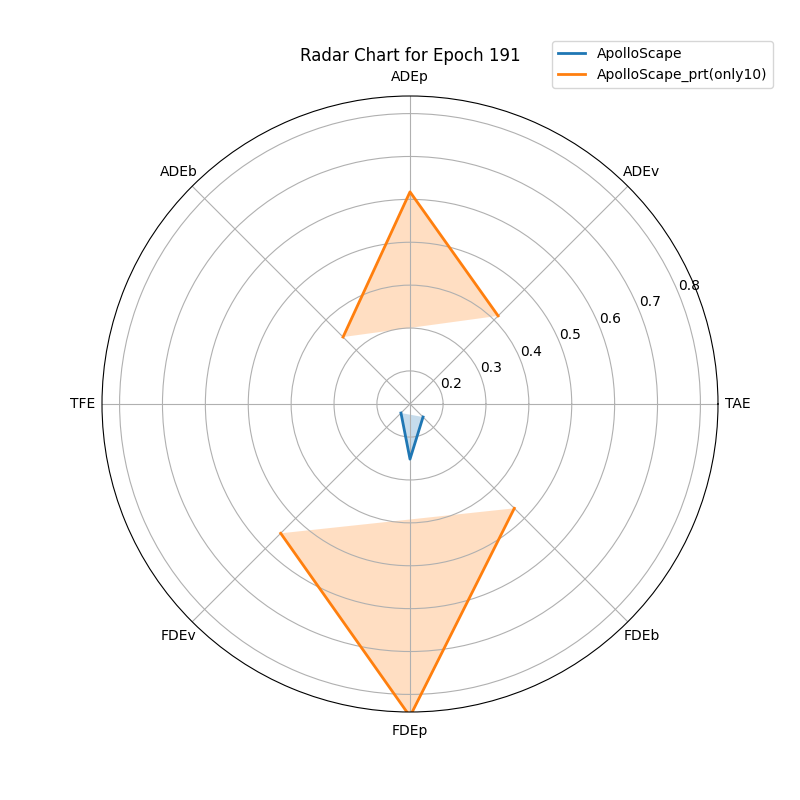 Radar Chart for Epoch 191
ApolloScape
ApolloScape_prt(only10)
ADEp
ADEb
ADEv
0.8
0.7
0.6
0.5
0.4
0.3
0.2
TFE
TAE
FDEv
FDEb
FDEp